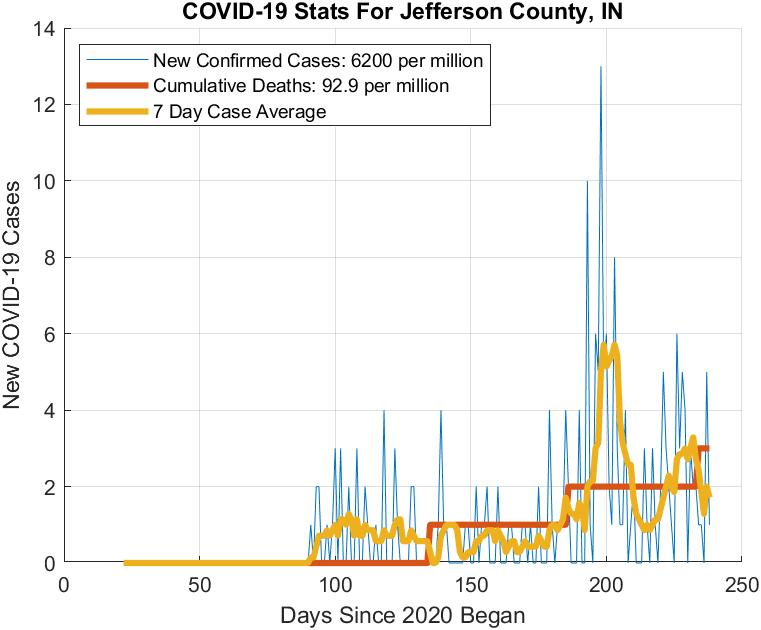 COVID-19 Stats For Jefferson County, IN
New Confirmed Cases: 6200 per million
Cumulative Deaths: 92.9 per million
7 Day Case Average
New COVID-19 Cases
14
12
10
8
6
4
2
0
0 50 100 150 200 250
Days Since 2020 Began